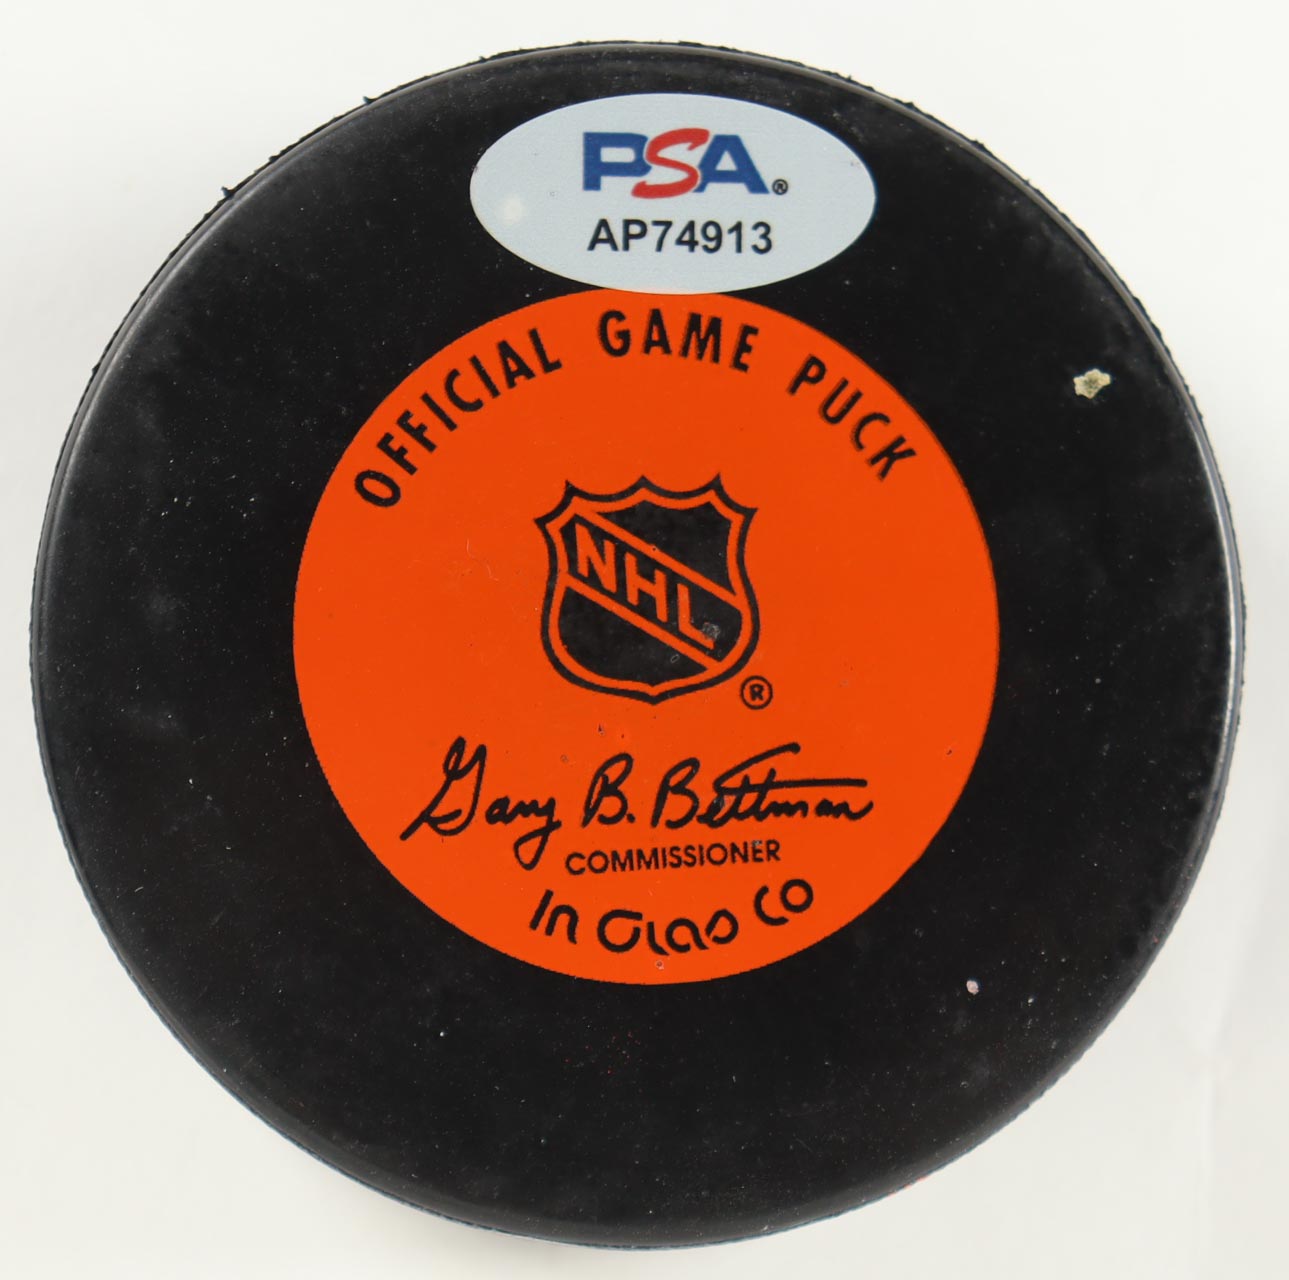 PSA®
AP74913
OFFICIAL GAME PUCK
NHL
®
Gary B. Bettman
COMMISSIONER
In Glas Co